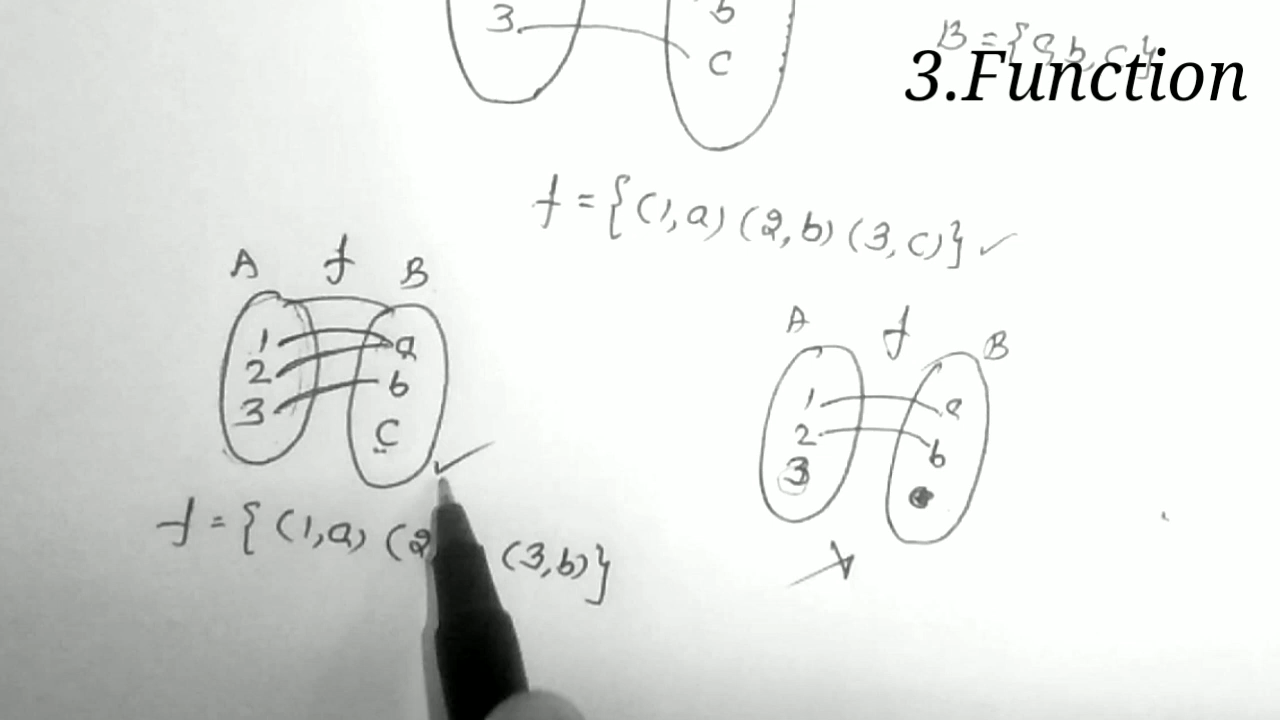 3 b
c
B = {a, b, c}
3.Function
f = {(1,a) (2,b) (3,c)} ✓
A f B
1 a
2 b
3 c
✓
f = {(1,a) (2 (3,b)}
A f B
1 a
2 b
3